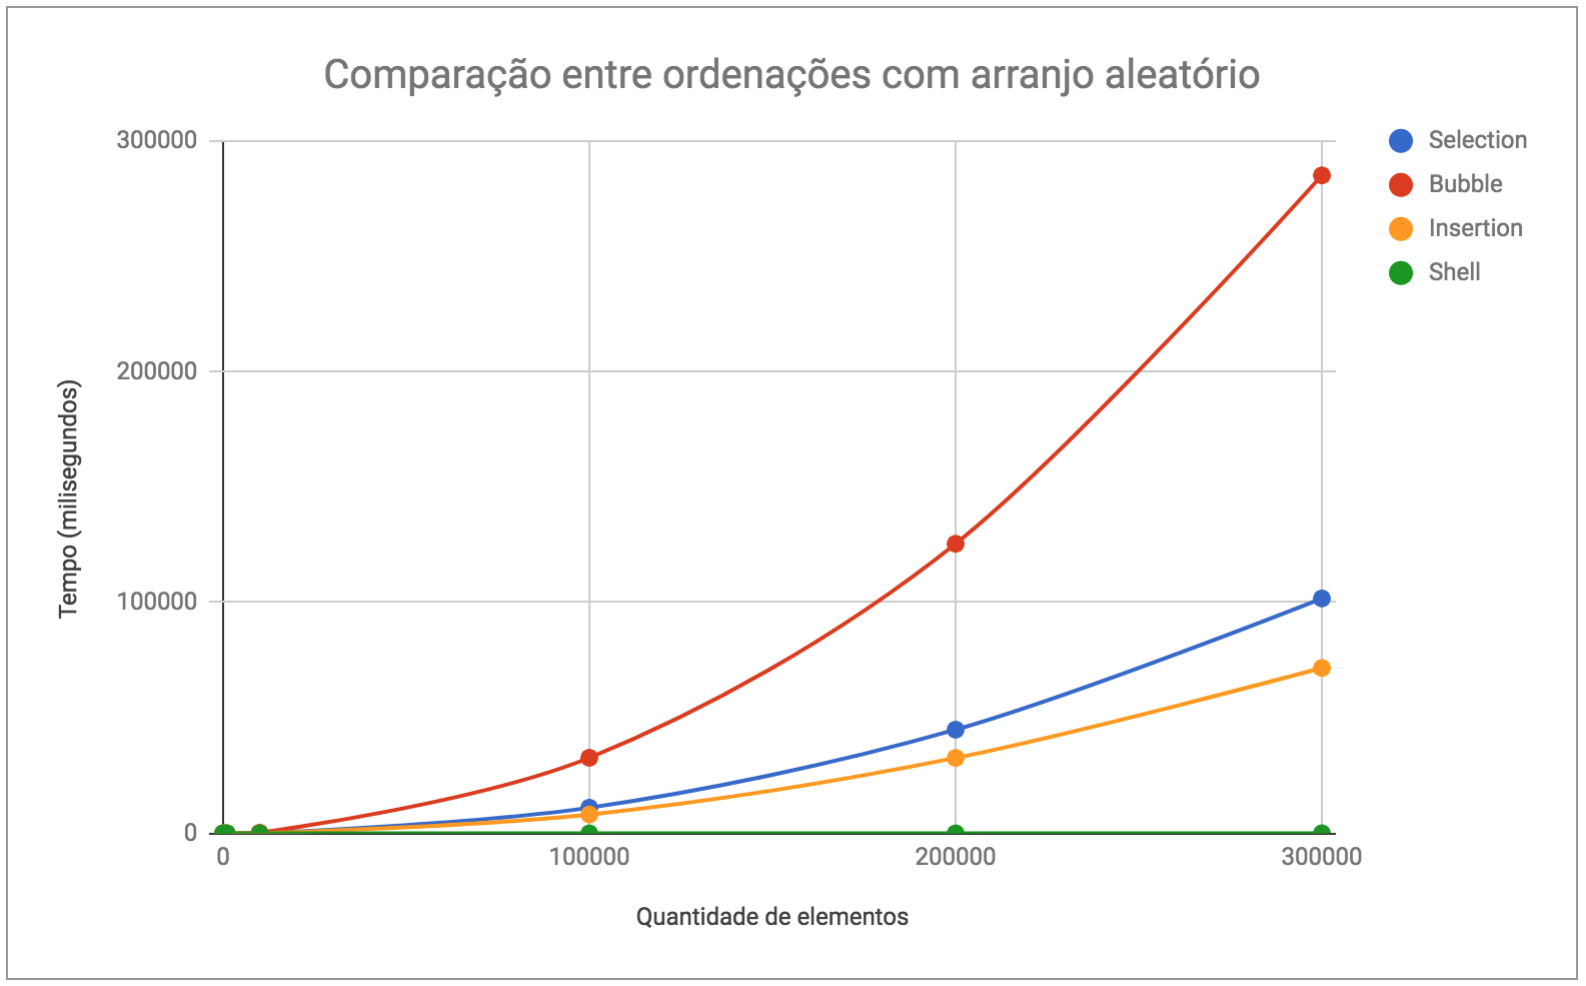 Comparação entre ordenações com arranjo aleatório
300000
200000
100000
0
Tempo (milisegundos)
0
100000
200000
300000
Quantidade de elementos
Selection
Bubble
Insertion
Shell